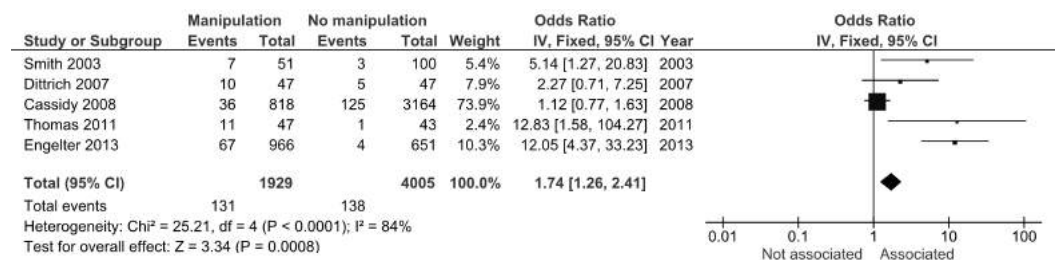 Manipulation No manipulation Odds Ratio Odds Ratio
Study or Subgroup Events Total Events Total Weight IV, Fixed, 95% CI Year IV, Fixed, 95% CI
Smith 2003 7 51 3 100 5.4% 5.14 [1.27, 20.83] 2003
Dittrich 2007 10 47 5 47 7.9% 2.27 [0.71, 7.25] 2007
Cassidy 2008 36 818 125 3164 73.9% 1.12 [0.77, 1.63] 2008
Thomas 2011 11 47 1 43 2.4% 12.83 [1.58, 104.27] 2011
Engelter 2013 67 966 4 651 10.3% 12.05 [4.37, 33.23] 2013
Total (95% CI) 1929 4005 100.0% 1.74 [1.26, 2.41]
Total events 131 138
Heterogeneity: Chi² = 25.21, df = 4 (P < 0.0001); I² = 84%
Test for overall effect: Z = 3.34 (P = 0.0008)
0.01 0.1 1 10 100
Not associated Associated